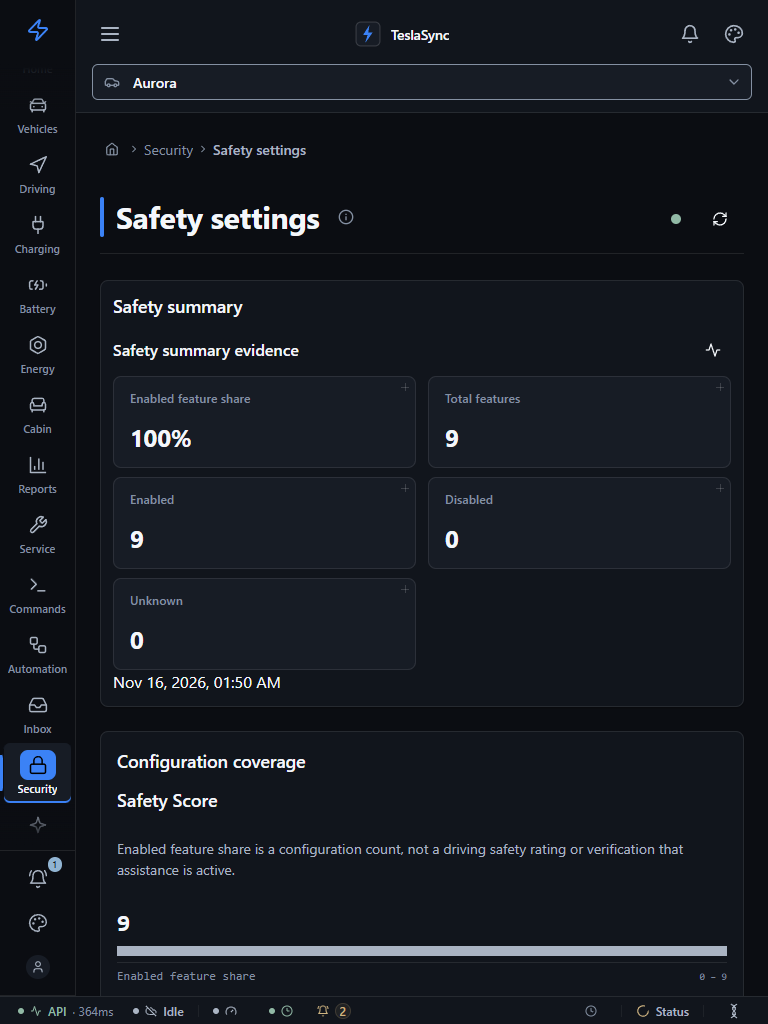 TeslaSync
Aurora
Vehicles
Driving
Charging
Battery
Energy
Cabin
Reports
Service
Commands
Automation
Inbox
Security
1
Security
Safety settings
Safety settings
Safety summary
Safety summary evidence
Enabled feature share
100%
Total features
9
Enabled
9
Disabled
0
Unknown
0
Nov 16, 2026, 01:50 AM
Configuration coverage
Safety Score
Enabled feature share is a configuration count, not a driving safety rating or verification that
assistance is active.
9
Enabled feature share
0 – 9
API · 364ms
Idle
2
Status